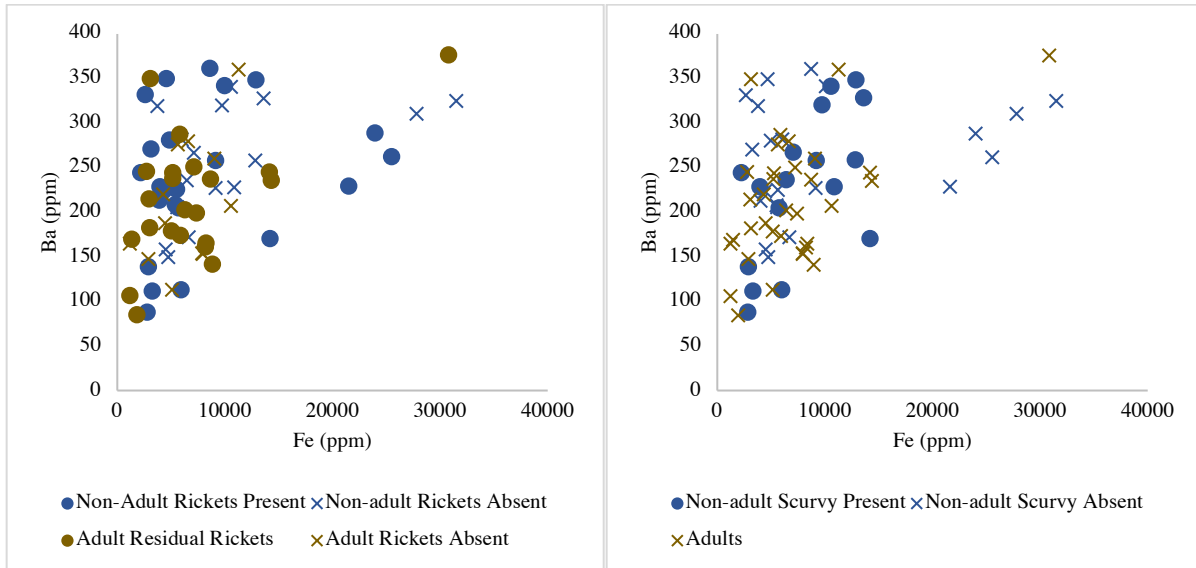 400
350
300
250
200
150
100
50
0
Ba (ppm)
0 10000 20000 30000 40000
Fe (ppm)
Non-Adult Rickets Present Non-adult Rickets Absent
Adult Residual Rickets Adult Rickets Absent
400
350
300
250
200
150
100
50
0
Ba (ppm)
0 10000 20000 30000 40000
Fe (ppm)
Non-adult Scurvy Present Non-adult Scurvy Absent
Adults